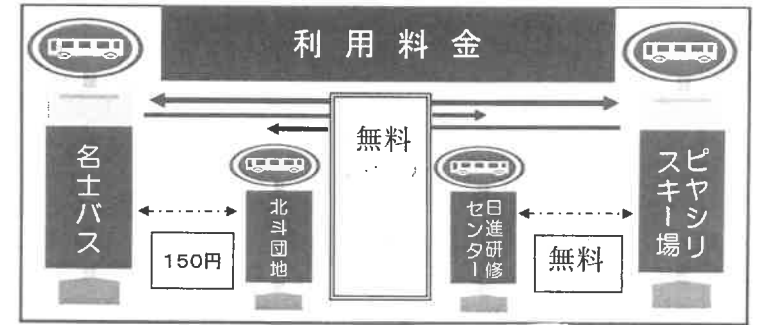 利用料金
無料
名士バス
北斗団地
日進研修
センター
ピヤシリ
スキー場
150円
無料